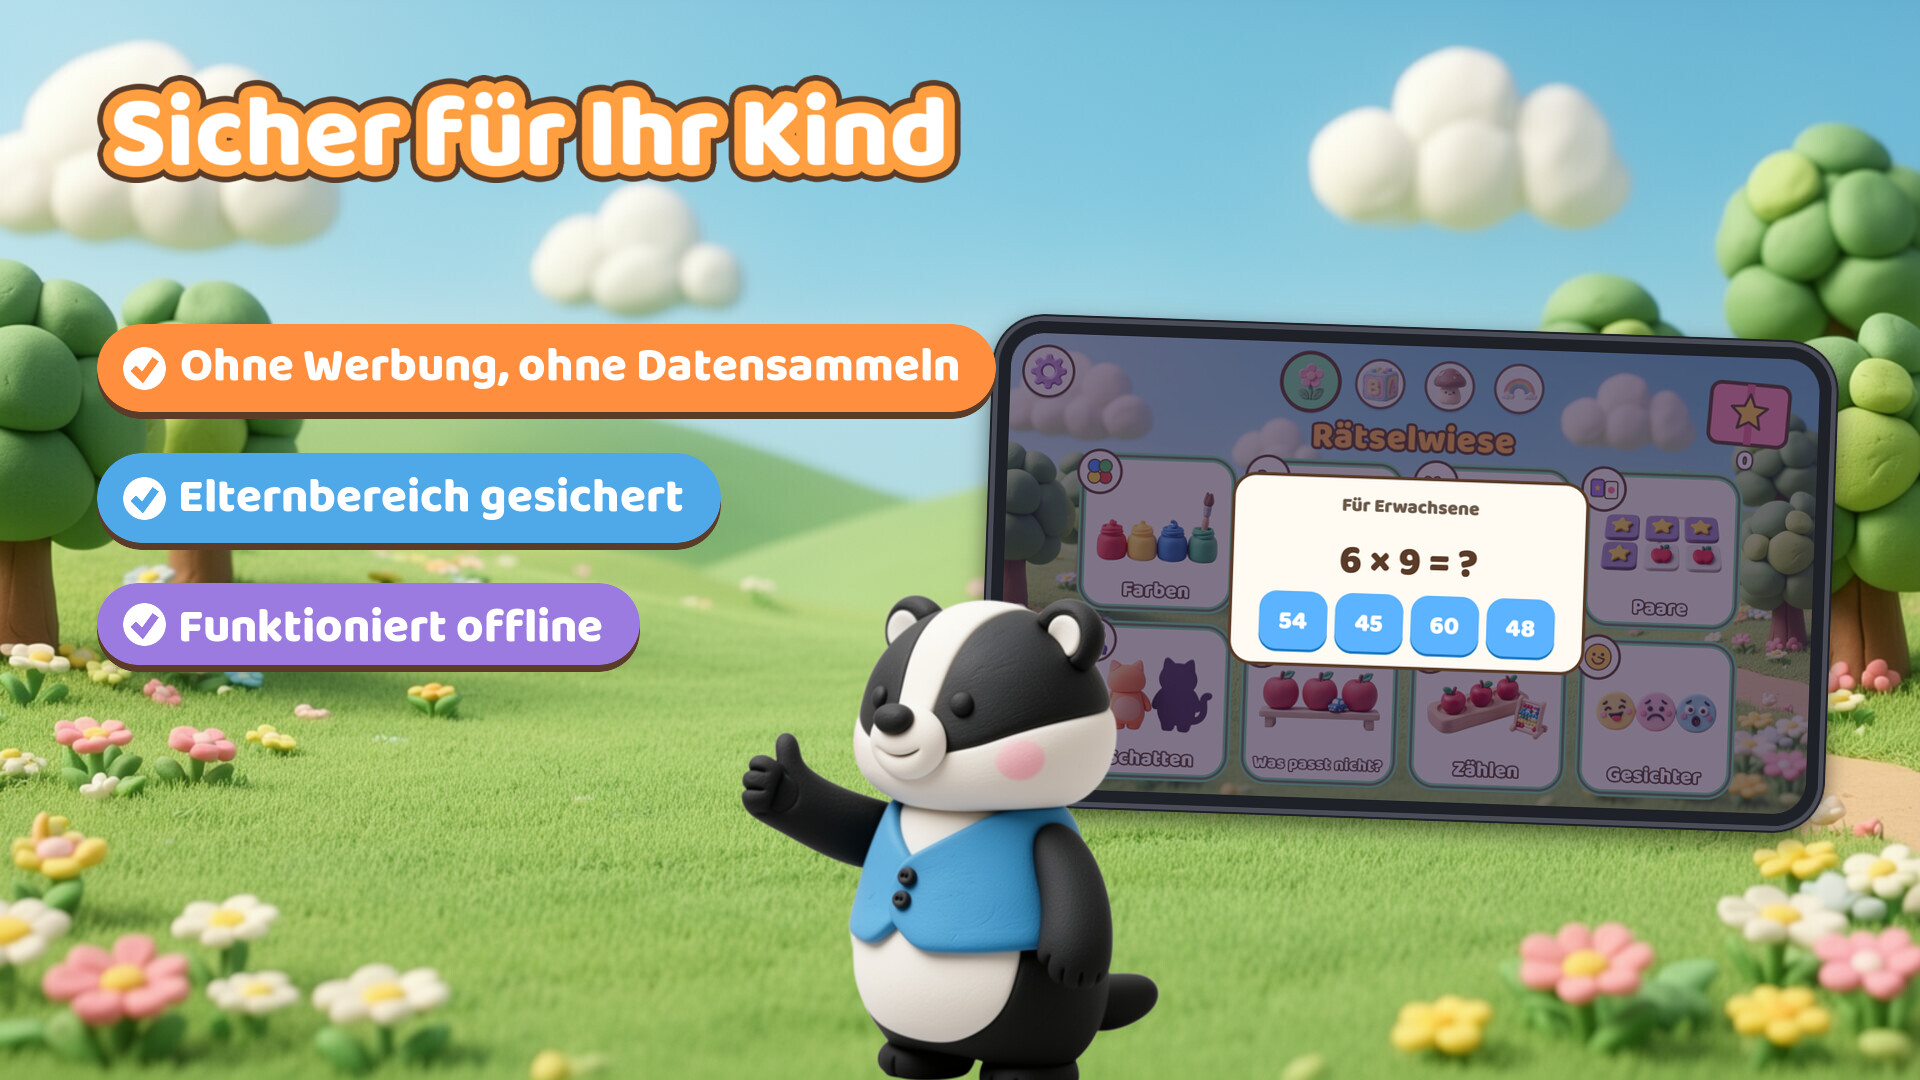 Sicher für Ihr Kind
Ohne Werbung, ohne Datensammeln
Elternbereich gesichert
Funktioniert offline
Rätselwiese
0
Für Erwachsene
6 × 9 = ?
54 45 60 48
Farben
Paare
Schatten
Was passt nicht?
Zählen
Gesichter